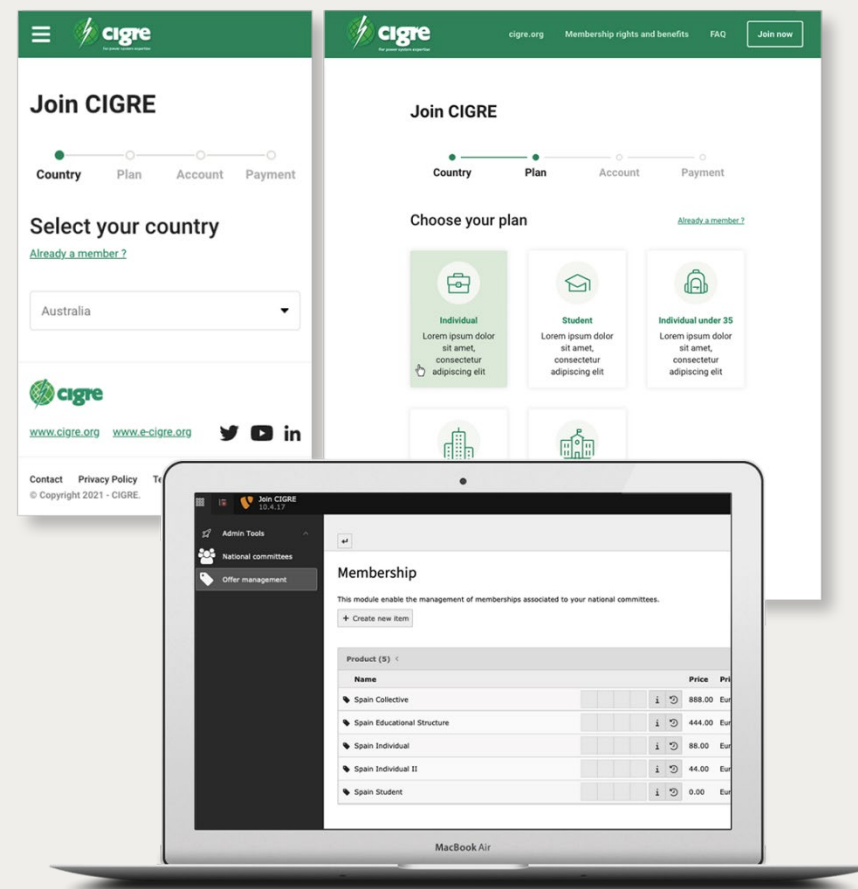 cigre
For power system expertise
Join CIGRE
Country Plan Account Payment
Select your country
Already a member ?
Australia
cigre
www.cigre.org www.e-cigre.org
Contact Privacy Policy
© Copyright 2021 - CIGRE.
cigre
For power system expertise
cigre.org Membership rights and benefits FAQ Join now
Join CIGRE
Country Plan Account Payment
Choose your plan
Already a member ?
Individual
Lorem ipsum dolor
sit amet,
consectetur
adipiscing elit
Student
Lorem ipsum dolor
sit amet,
consectetur
adipiscing elit
Individual under 35
Lorem ipsum dolor
sit amet,
consectetur
adipiscing elit
Join CIGRE
10.4.17
Admin Tools
National committees
Offer management
Membership
This module enable the management of memberships associated to your national committees.
+ Create new item
Product (5)
Name Price Pri
Spain Collective i 888.00 Eur
Spain Educational Structure i 444.00 Eur
Spain Individual i 88.00 Eur
Spain Individual II i 44.00 Eur
Spain Student i 0.00 Eur
MacBook Air